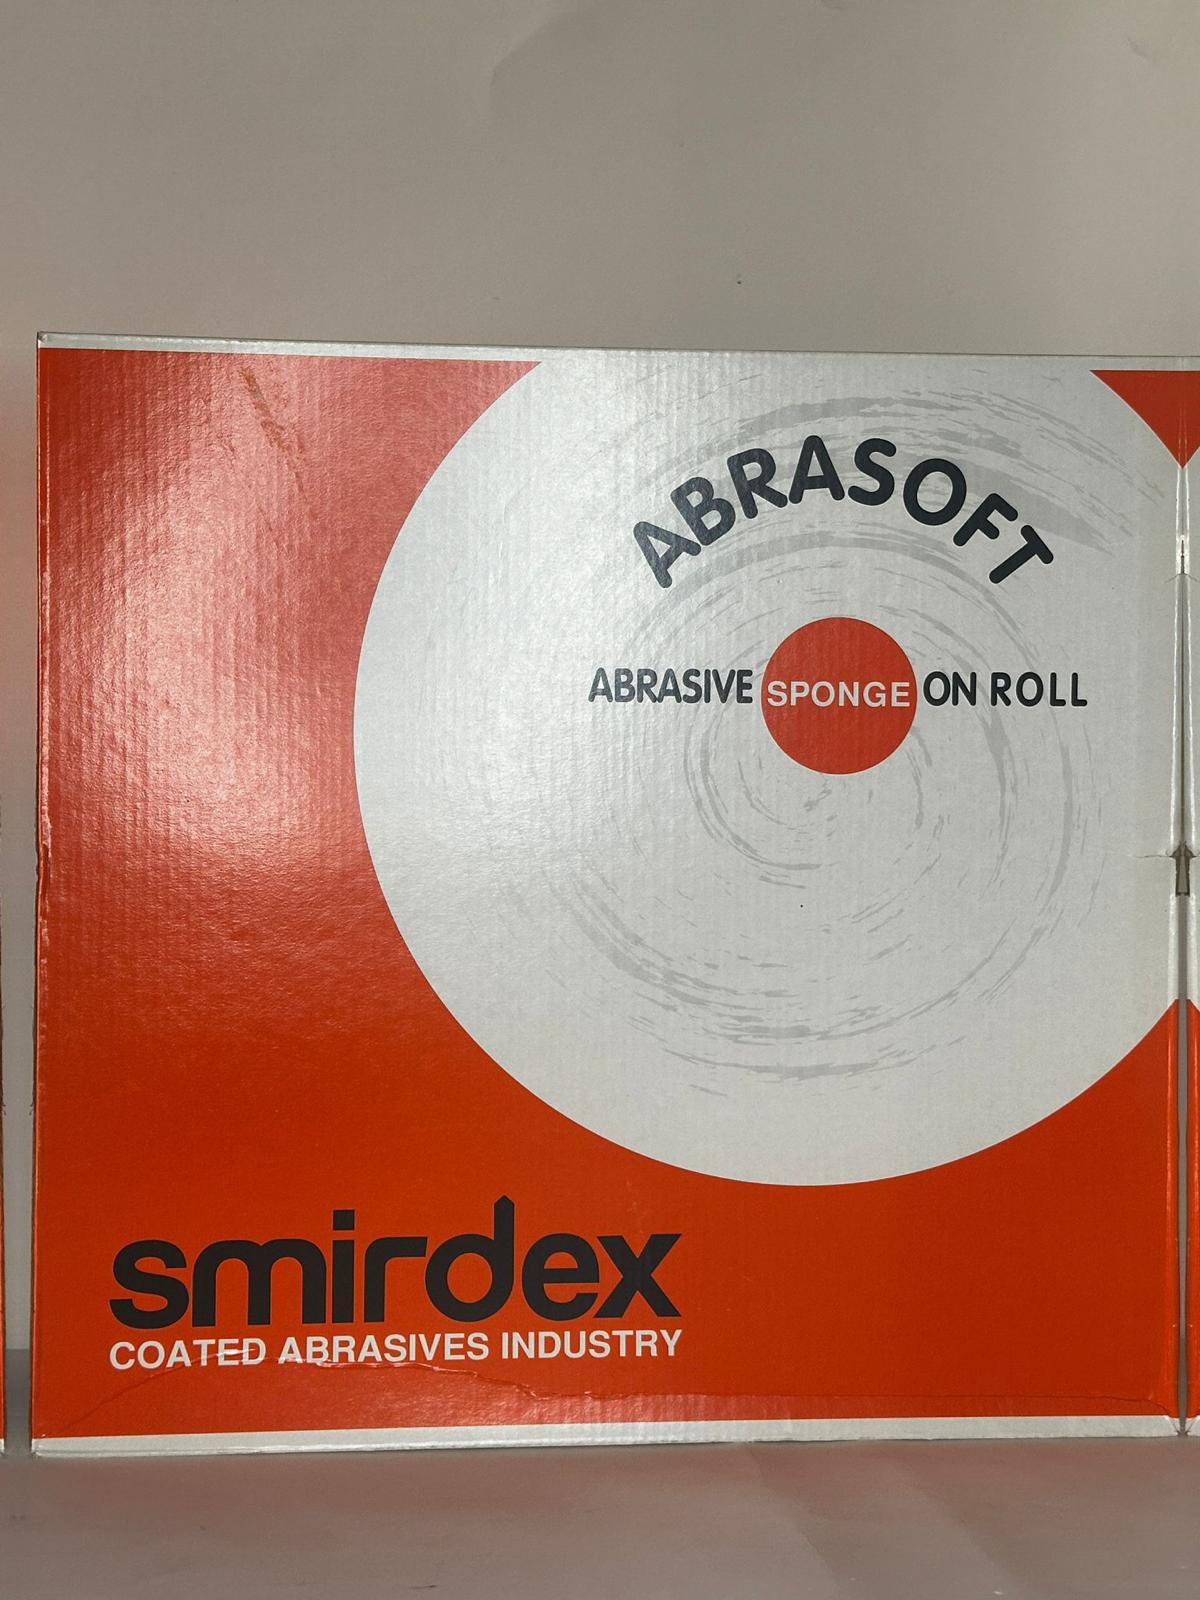 ABRASOFT
ABRASIVE SPONGE ON ROLL
smirdex
COATED ABRASIVES INDUSTRY